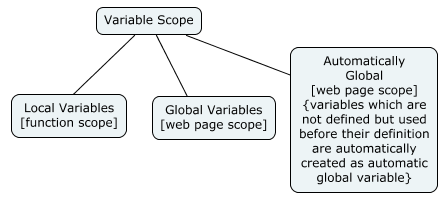 Variable Scope
Local Variables
[function scope]
Global Variables
[web page scope]
Automatically
Global
[web page scope]
{variables which are
not defined but used
before their definition
are automatically
created as automatic
global variable}